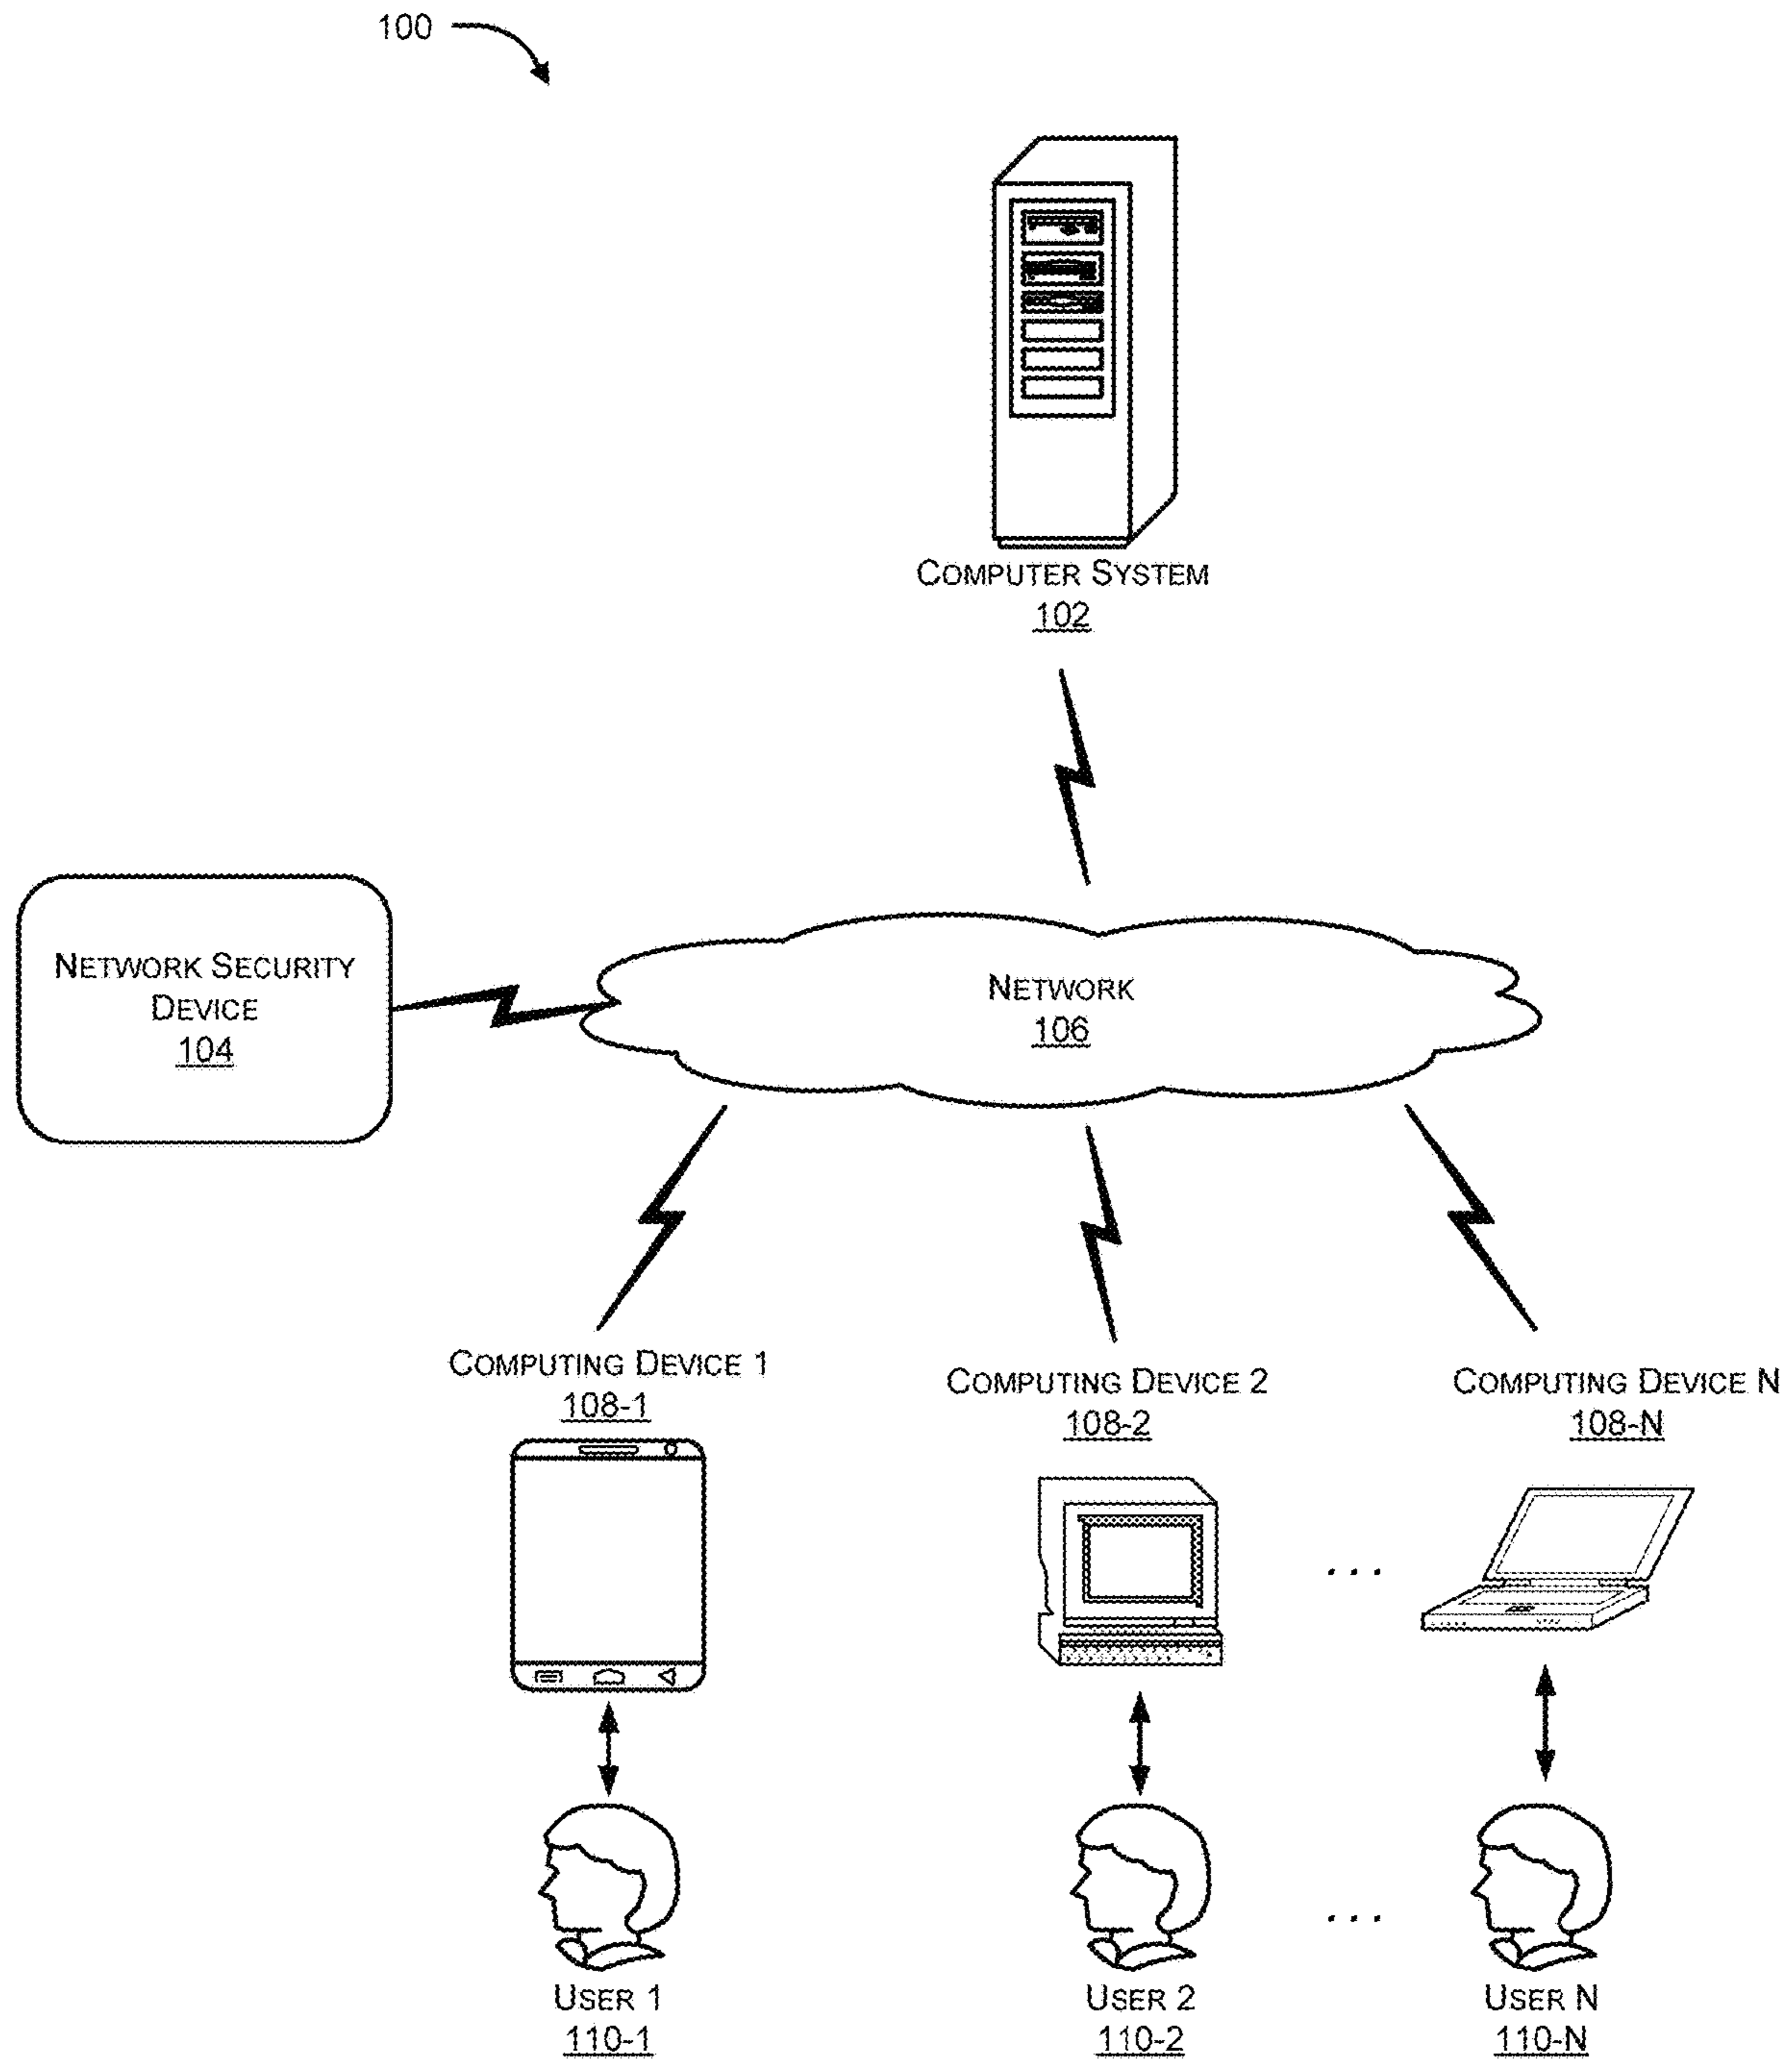 100
COMPUTER SYSTEM
102
NETWORK SECURITY
DEVICE
104
NETWORK
106
COMPUTING DEVICE 1
108-1
COMPUTING DEVICE 2
108-2
COMPUTING DEVICE N
108-N
...
...
USER 1
110-1
USER 2
110-2
USER N
110-N